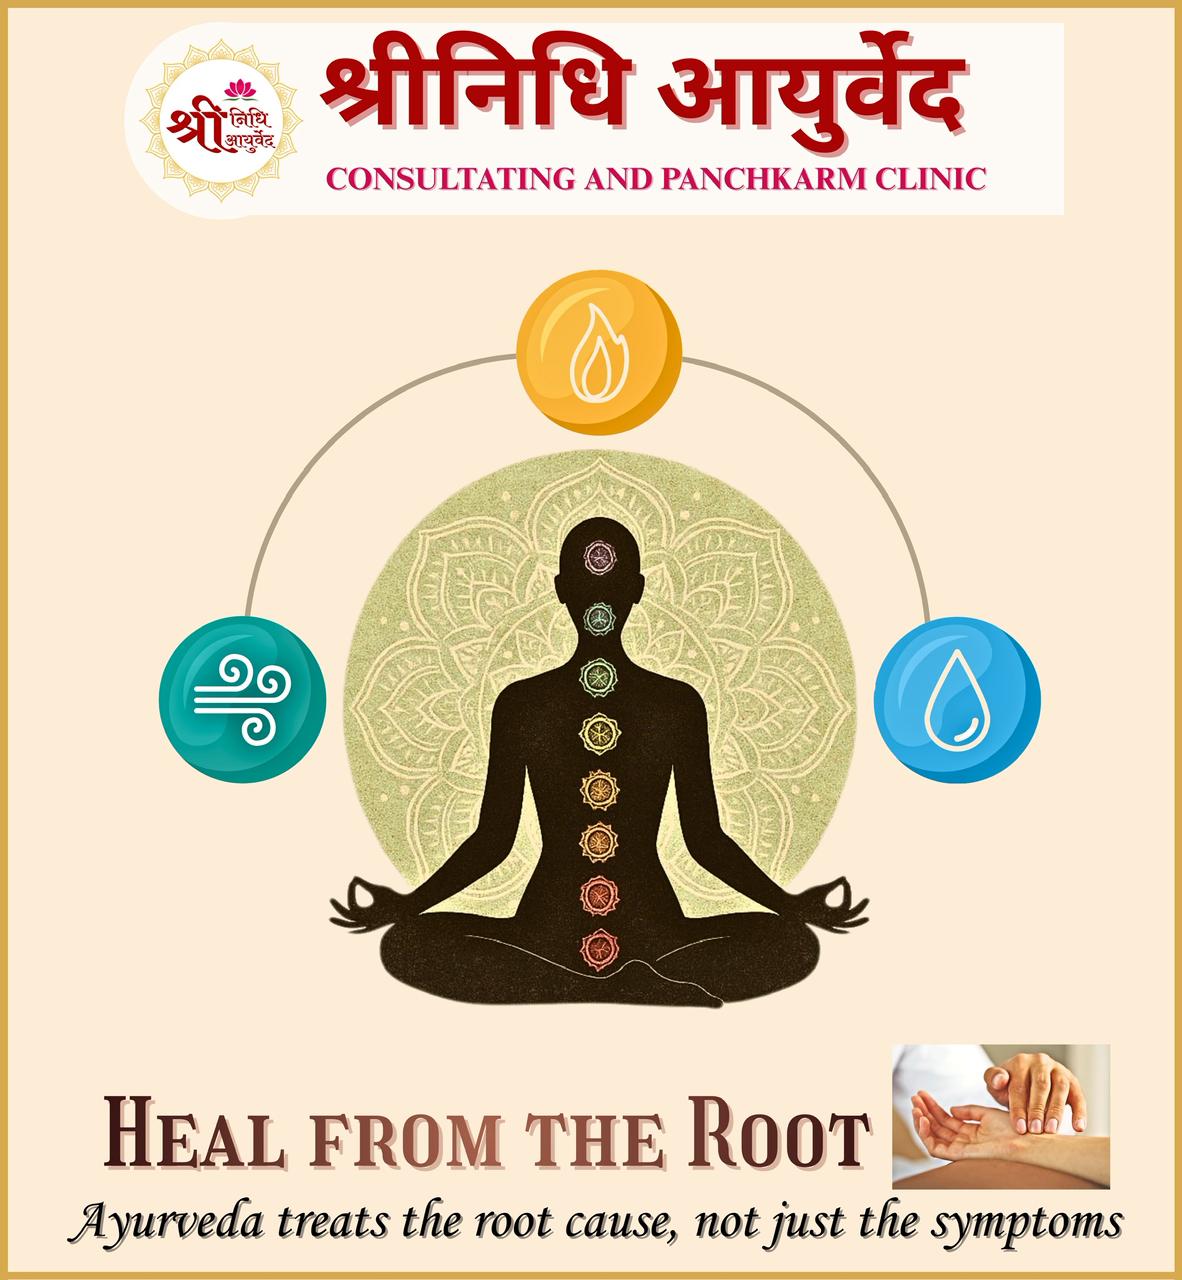 श्री निधि
आयुर्वेद
श्रीनिधि आयुर्वेद
CONSULTATING AND PANCHKARM CLINIC
HEAL FROM THE ROOT
Ayurveda treats the root cause, not just the symptoms